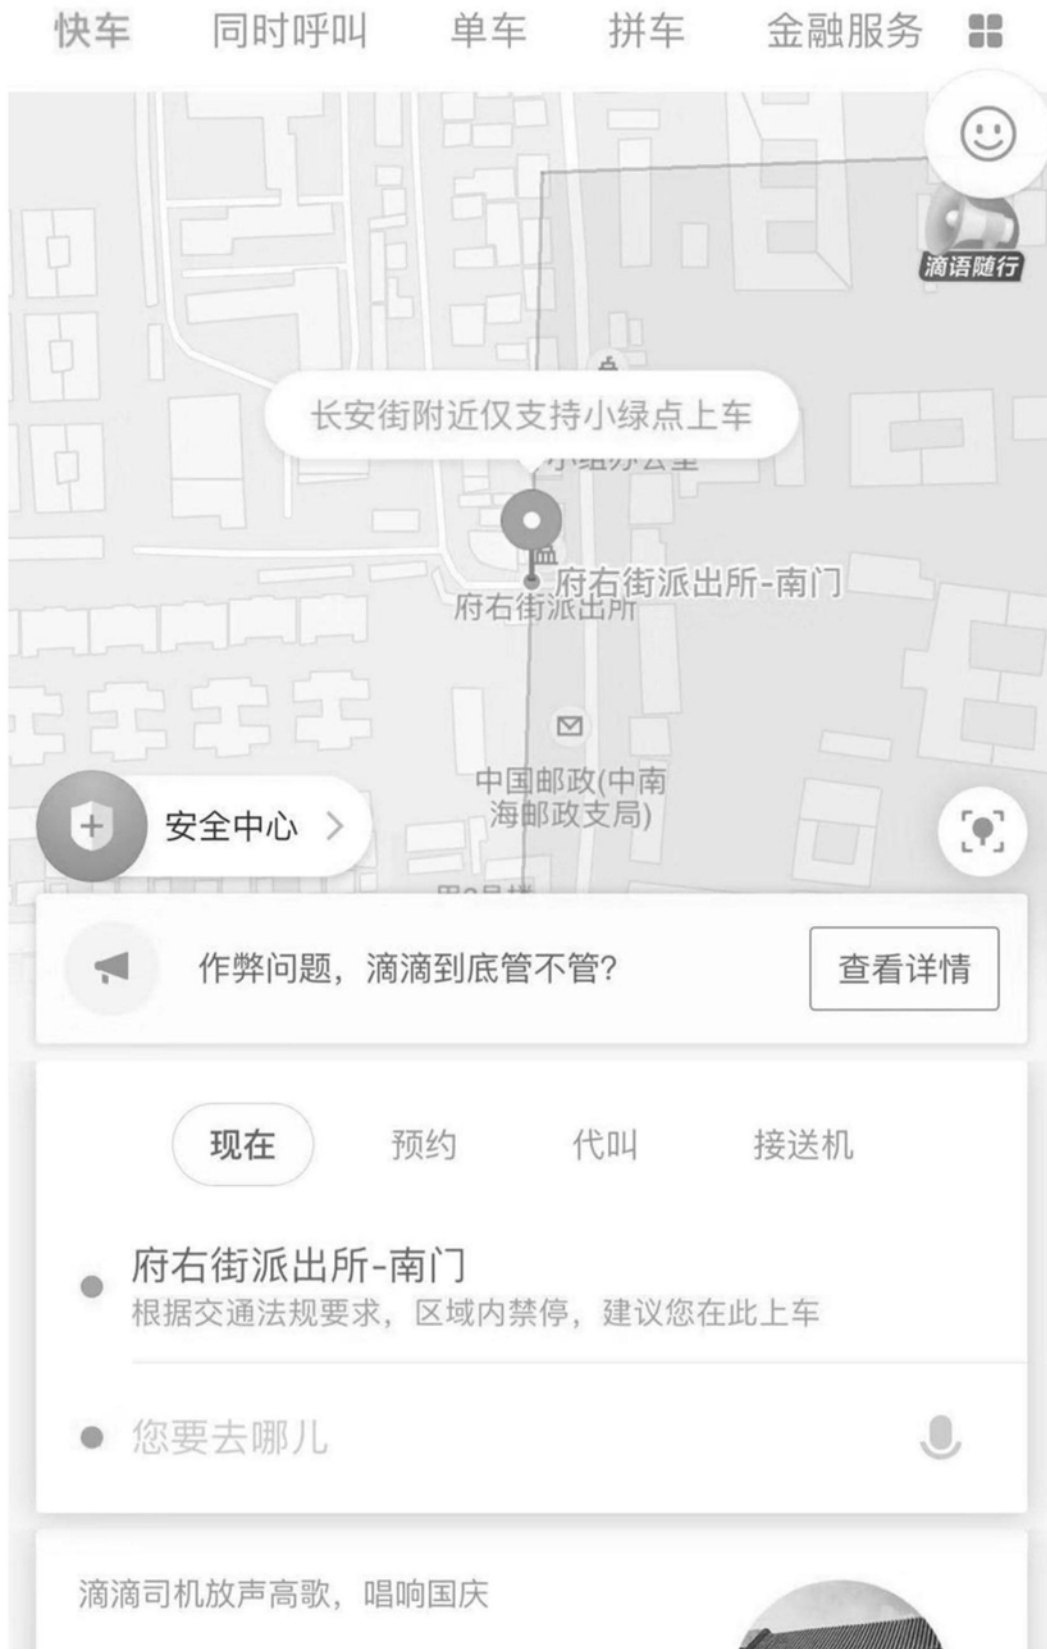 快车 同时呼叫 单车 拼车 金融服务
滴语随行
长安街附近仅支持小绿点上车
小组办公室
府右街派出所-南门
府右街派出所
中国邮政(中南
海邮政支局)
安全中心
作弊问题，滴滴到底管不管?
查看详情
现在 预约 代叫 接送机
府右街派出所-南门
根据交通法规要求，区域内禁停，建议您在此上车
您要去哪儿
滴滴司机放声高歌，唱响国庆